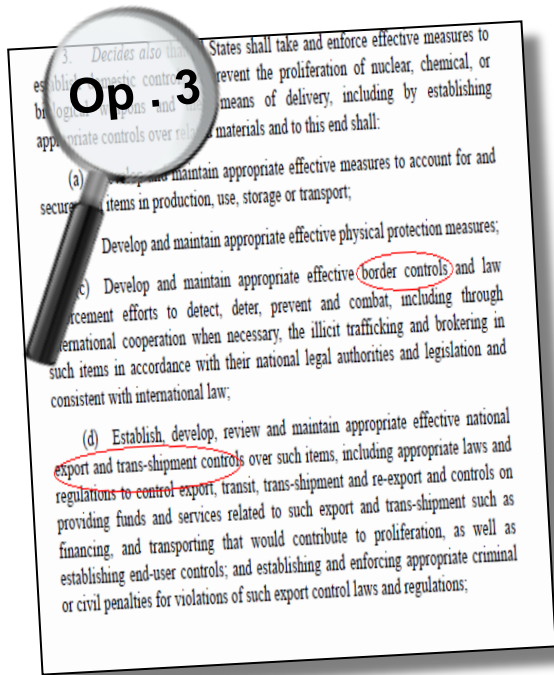 3. Decides also States shall take and enforce effective measures to
domestic the proliferation of nuclear, chemical, or
weapons and means of delivery, including by establishing
controls over materials and to this end shall:
Op . 3
(a) maintain appropriate effective measures to account for and
items in production, use, storage or transport;
Develop and maintain appropriate effective physical protection measures;
(c) Develop and maintain appropriate effective border controls and law
efforts to detect, deter, prevent and combat, including through
cooperation when necessary, the illicit trafficking and brokering in
such items in accordance with their national legal authorities and legislation and
consistent with international law;
(d) Establish, develop, review and maintain appropriate effective national
export and trans-shipment controls over such items, including appropriate laws and
regulations to control export, transit, trans-shipment and re-export and controls on
providing funds and services related to such export and trans-shipment such as
financing, and transporting that would contribute to proliferation, as well as
establishing end-user controls; and establishing and enforcing appropriate criminal
or civil penalties for violations of such export control laws and regulations;